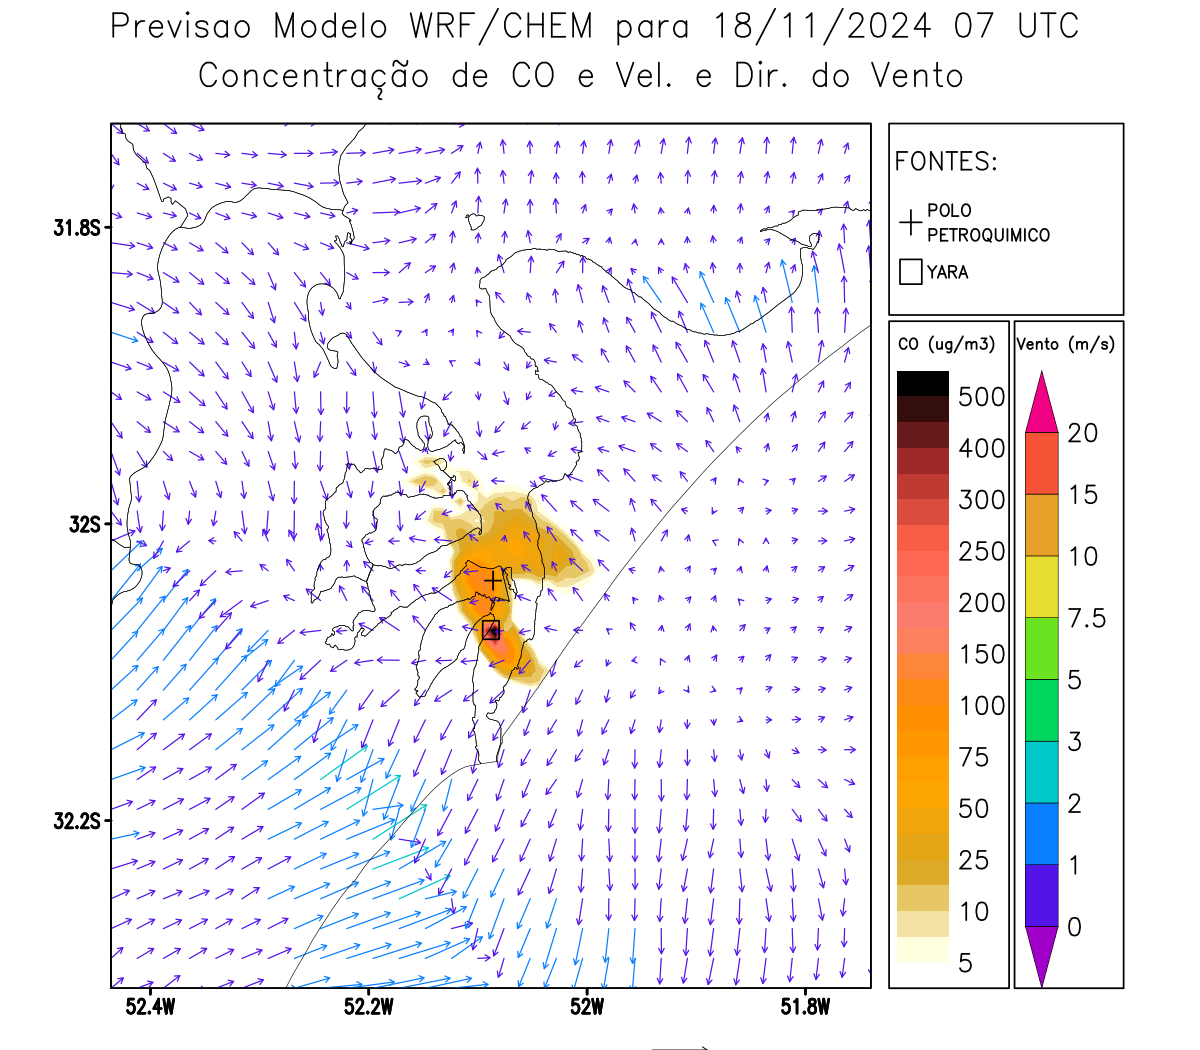 Previsao Modelo WRF/CHEM para 18/11/2024 07 UTC
Concentração de CO e Vel. e Dir. do Vento
FONTES:
POLO
PETROQUIMICO
YARA
31.8S
32S
32.2S
52.4W
52.2W
52W
51.8W
CO (ug/m3)
500
400
300
250
200
150
100
75
50
25
10
5
Vento (m/s)
20
15
10
7.5
5
3
2
1
0